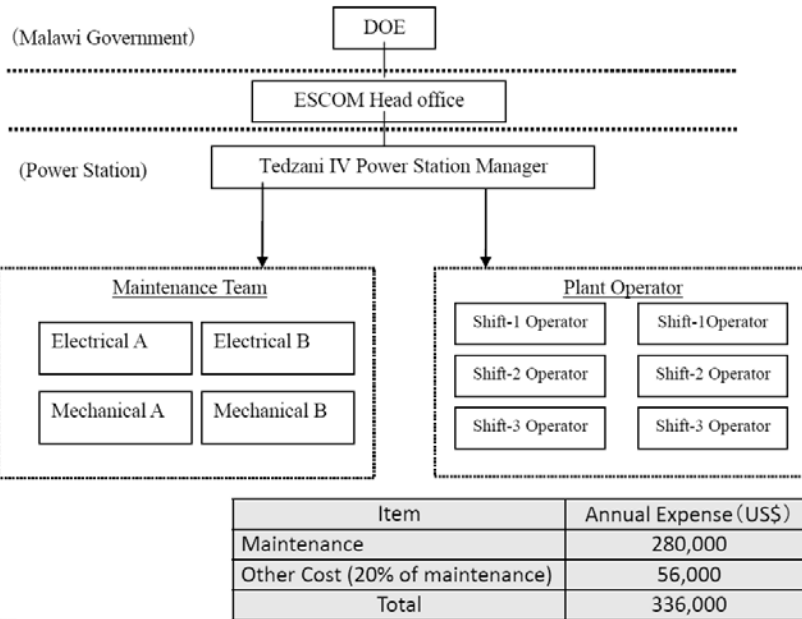 (Malawi Government)
DOE
ESCOM Head office
(Power Station)
Tedzani IV Power Station Manager
Maintenance Team
Electrical A
Electrical B
Mechanical A
Mechanical B
Plant Operator
Shift-1 Operator
Shift-1Operator
Shift-2 Operator
Shift-2 Operator
Shift-3 Operator
Shift-3 Operator
Item Annual Expense(US$)
Maintenance 280,000
Other Cost (20% of maintenance) 56,000
Total 336,000